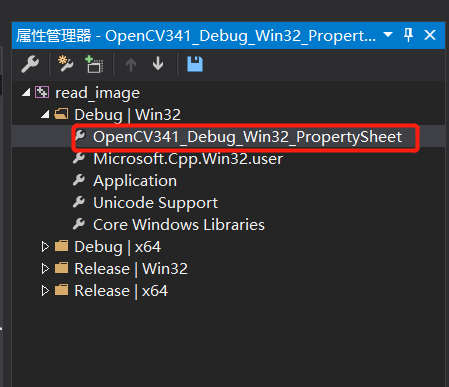 属性管理器 - OpenCV341_Debug_Win32_Propert...
read_image
Debug | Win32
OpenCV341_Debug_Win32_PropertySheet
Microsoft.Cpp.Win32.user
Application
Unicode Support
Core Windows Libraries
Debug | x64
Release | Win32
Release | x64